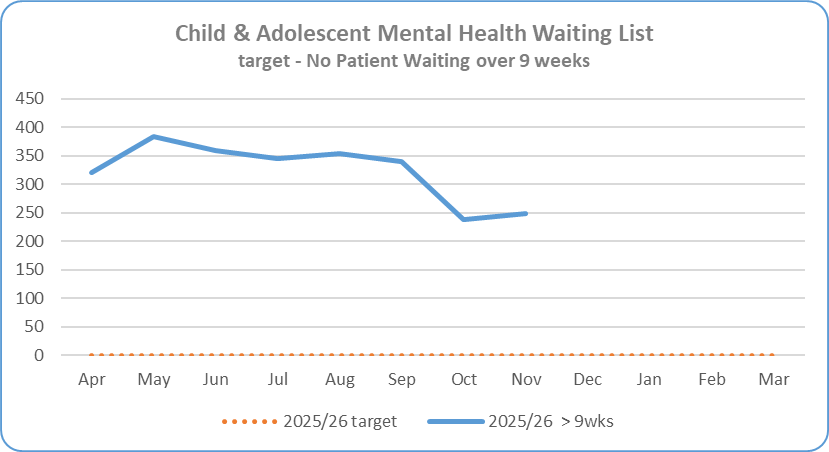 Child & Adolescent Mental Health Waiting List
target - No Patient Waiting over 9 weeks
450
400
350
300
250
200
150
100
50
0
Apr May Jun Jul Aug Sep Oct Nov Dec Jan Feb Mar
2025/26 target 2025/26 > 9wks